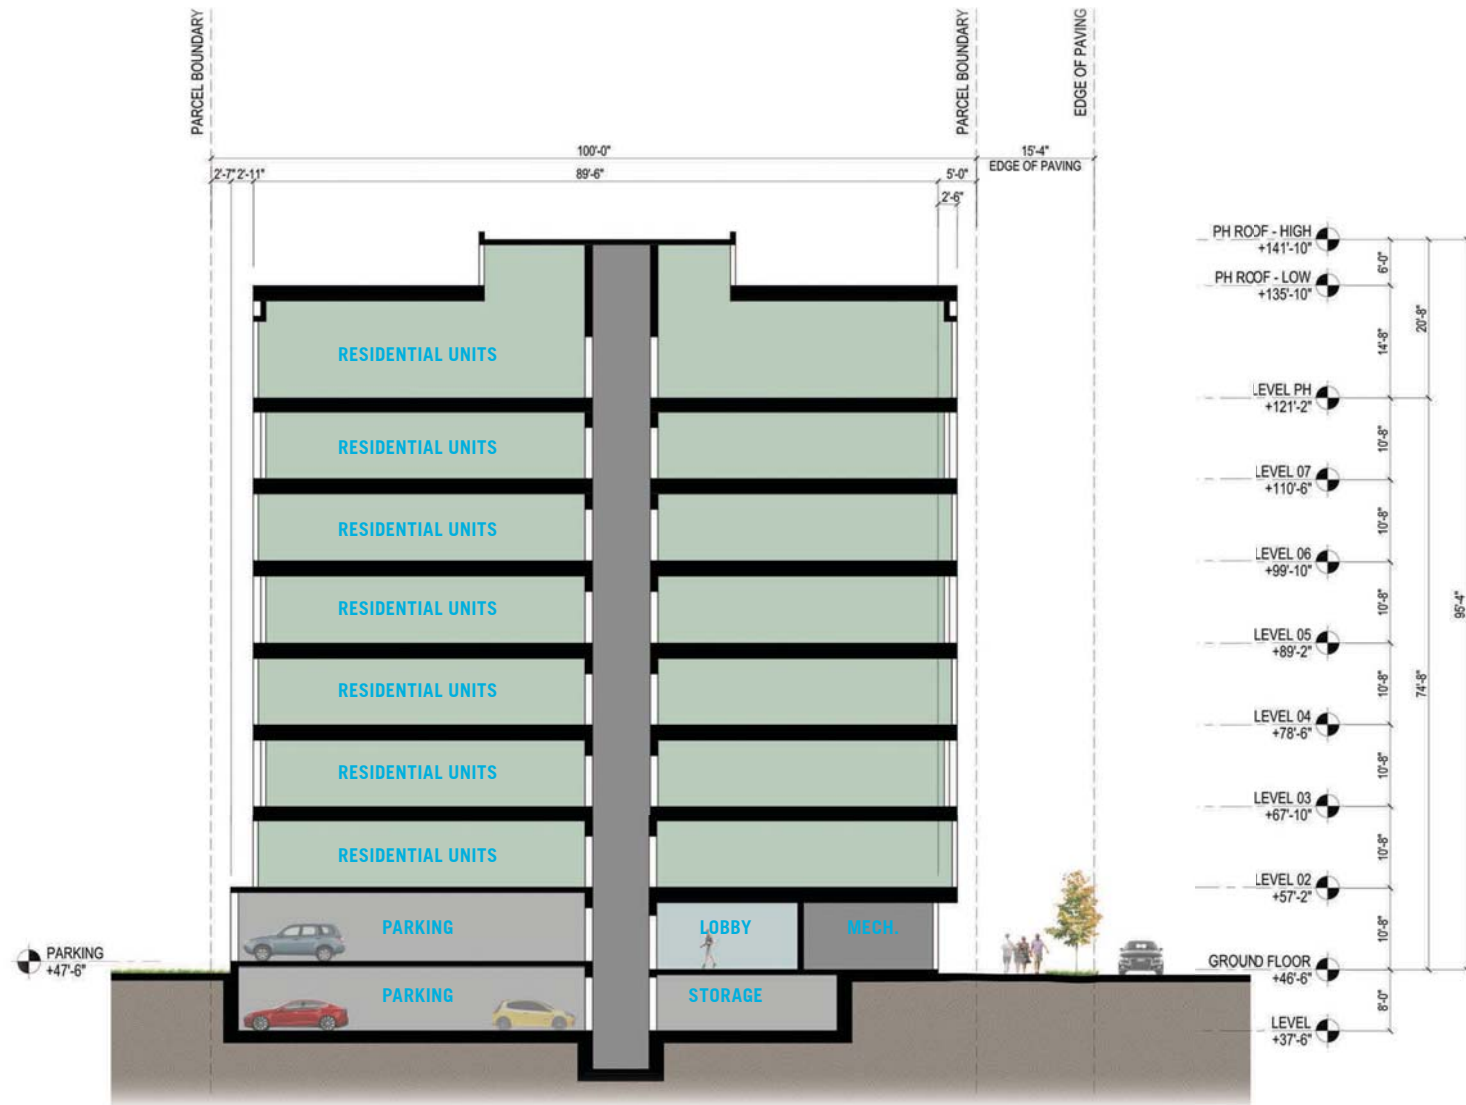 PARCEL BOUNDARY
PARCEL BOUNDARY
EDGE OF PAVING
100'-0"
15'-4"
EDGE OF PAVING
2'-7"
2'-11"
89'-6"
5'-0"
2'-6"
PH ROOF - HIGH
+141'-10"
6'-0"
PH ROOF - LOW
+135'-10"
20'-8"
14'-8"
RESIDENTIAL UNITS
LEVEL PH
+121'-2"
10'-8"
RESIDENTIAL UNITS
LEVEL 07
+110'-6"
10'-8"
RESIDENTIAL UNITS
LEVEL 06
+99'-10"
10'-8"
95'-4"
RESIDENTIAL UNITS
LEVEL 05
+89'-2"
10'-8"
74'-8"
RESIDENTIAL UNITS
LEVEL 04
+78'-6"
10'-8"
RESIDENTIAL UNITS
LEVEL 03
+67'-10"
10'-8"
RESIDENTIAL UNITS
LEVEL 02
+57'-2"
10'-8"
PARKING
LOBBY
MECH.
PARKING
+47'-6"
GROUND FLOOR
+46'-6"
8'-0"
PARKING
STORAGE
LEVEL
+37'-6"